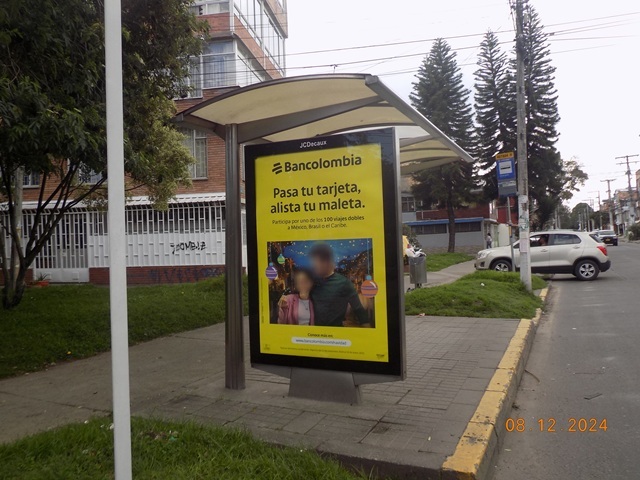 JCDecaux
Bancolombia
Pasa tu tarjeta,
alista tu maleta.
Participa por uno de los 100 viajes dobles
a México, Brasil o el Caribe.
ZOMBIE
08 12 2024